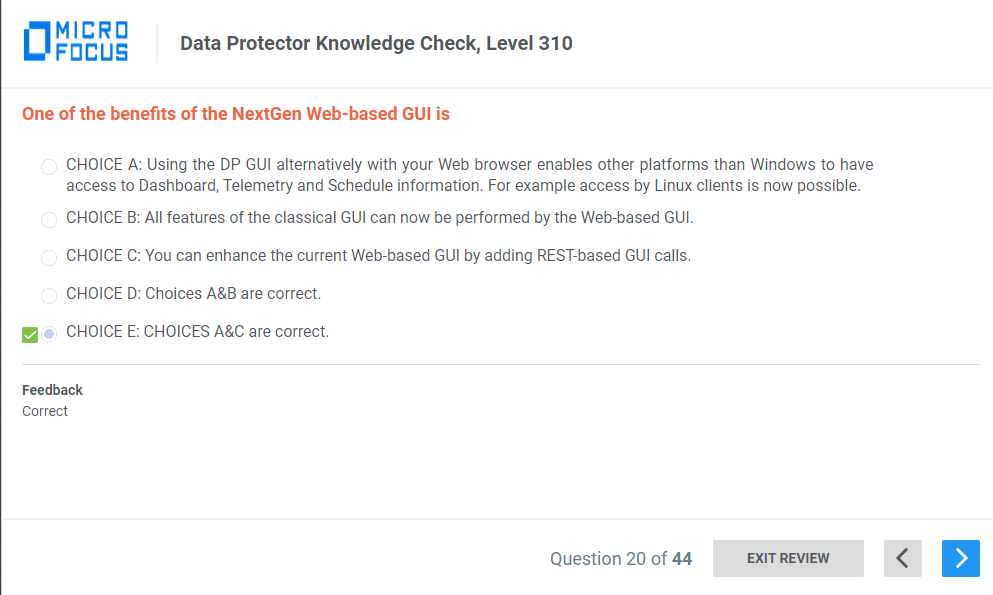 MICRO
FOCUS
Data Protector Knowledge Check, Level 310
One of the benefits of the NextGen Web-based GUI is
CHOICE A: Using the DP GUI alternatively with your Web browser enables other platforms than Windows to have
access to Dashboard, Telemetry and Schedule information. For example access by Linux clients is now possible.
CHOICE B: All features of the classical GUI can now be performed by the Web-based GUI.
CHOICE C: You can enhance the current Web-based GUI by adding REST-based GUI calls.
CHOICE D: Choices A&B are correct.
CHOICE E: CHOICES A&C are correct.
Feedback
Correct
Question 20 of 44
EXIT REVIEW